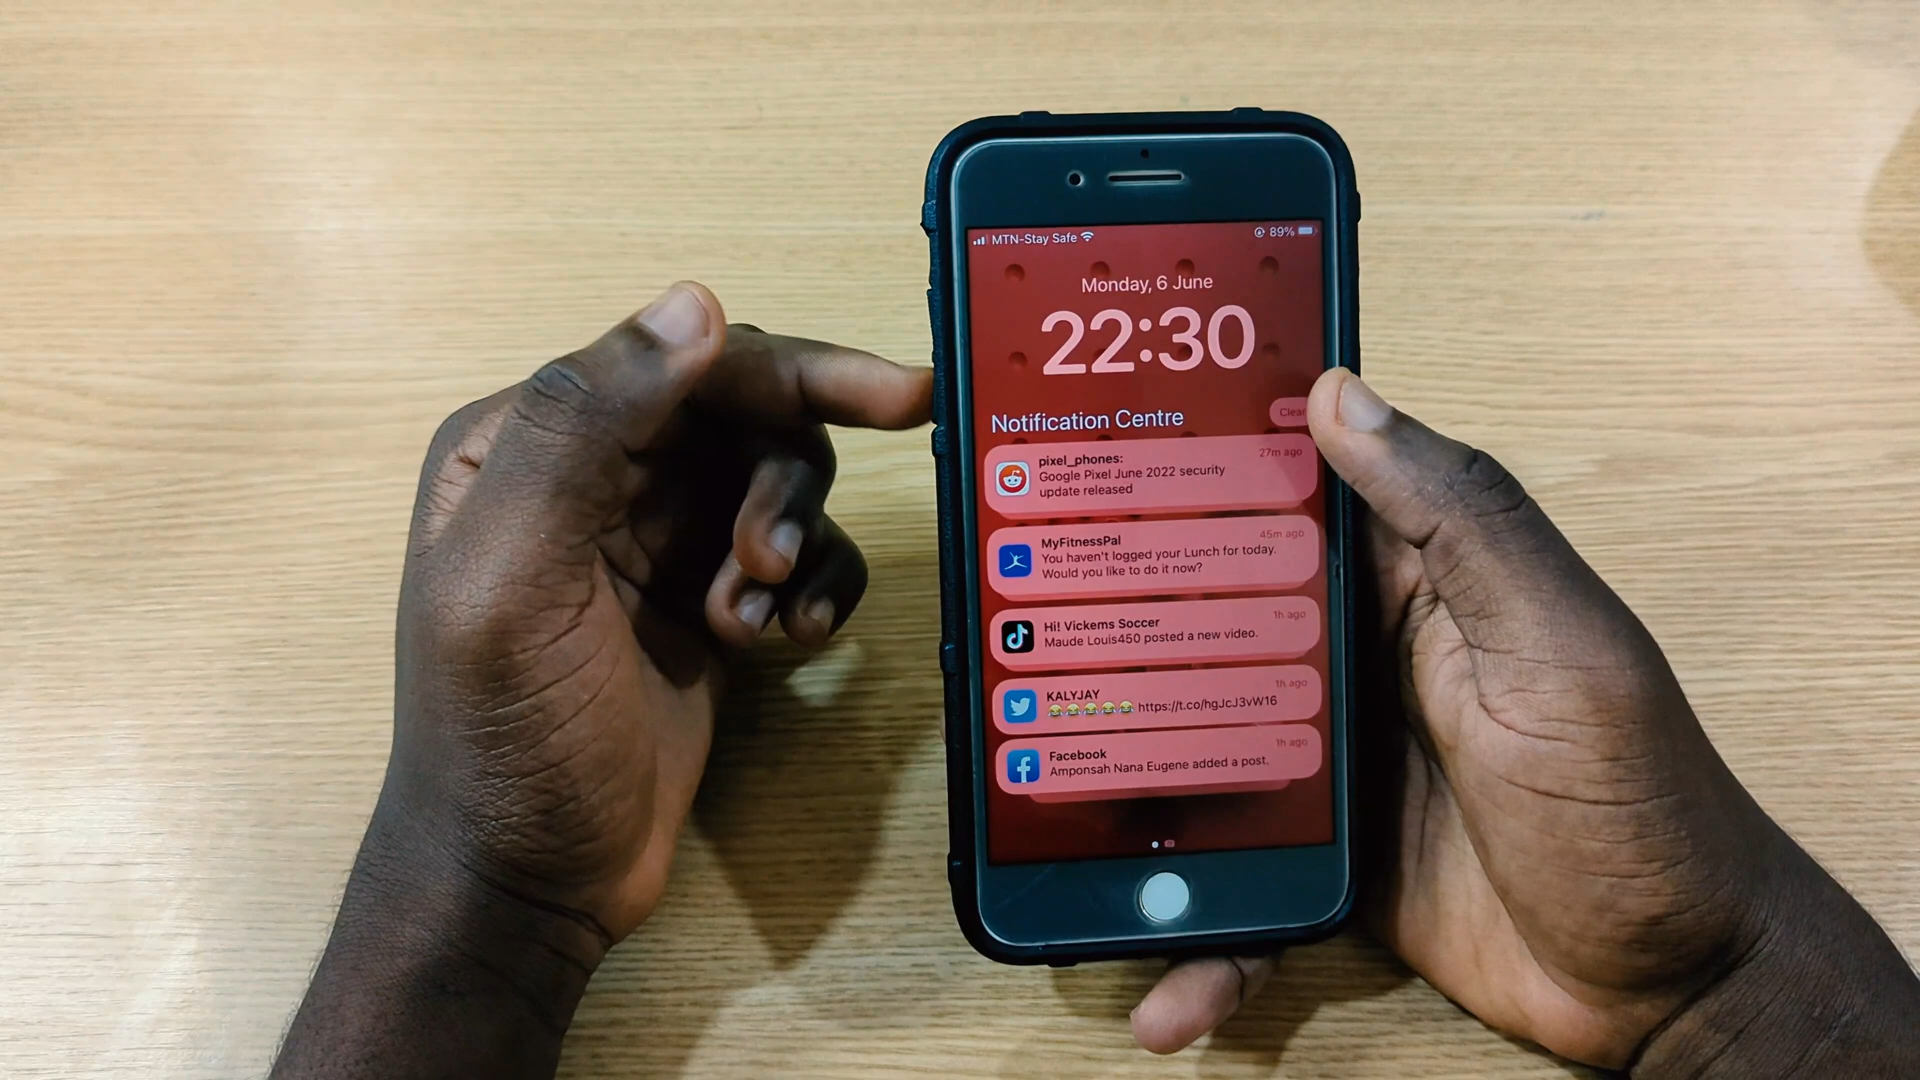 MTN-Stay Safe 89%
Monday, 6 June
22:30
Notification Centre
Clear
pixel_phones: 27m ago
Google Pixel June 2022 security
update released
MyFitnessPal 45m ago
You haven't logged your Lunch for today.
Would you like to do it now?
Hi! Vickems Soccer 1h ago
Maude Louis450 posted a new video.
KALYJAY 1h ago
😂😂😂😂😂 https://t.co/hgJcJ3vW16
Facebook 1h ago
Amponsah Nana Eugene added a post.